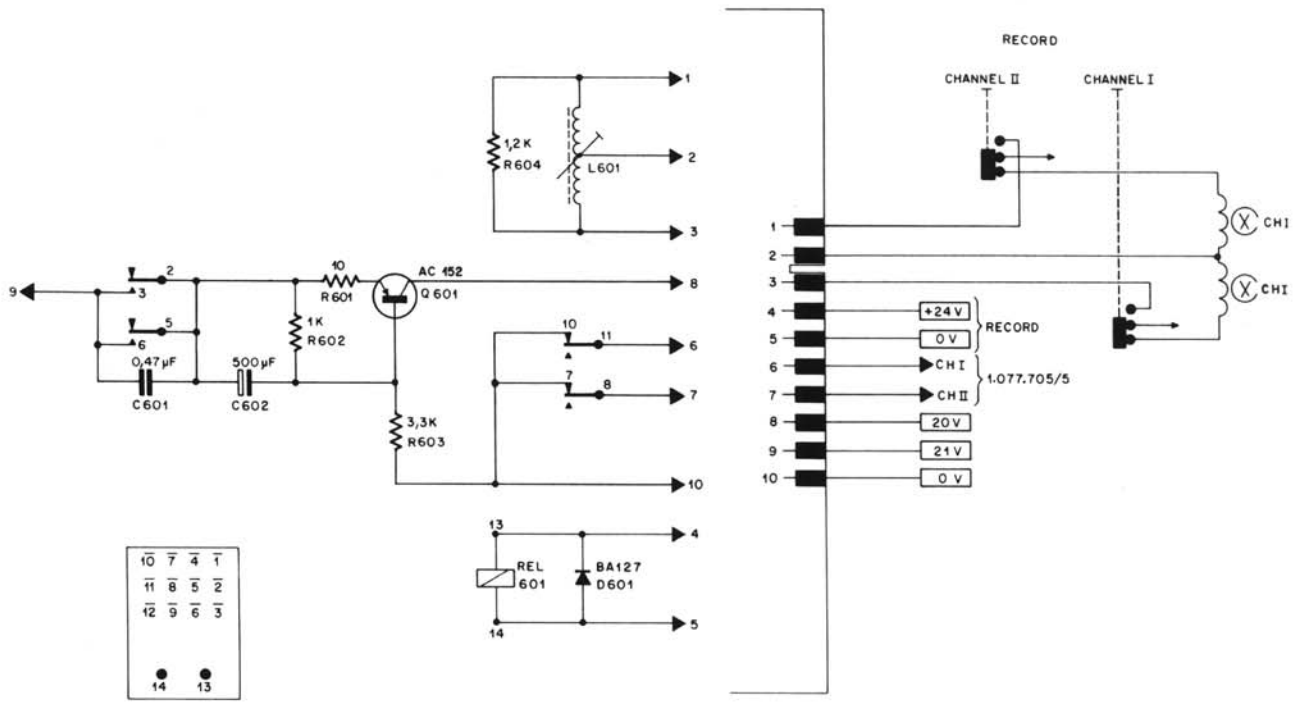 RECORD
CHANNEL II
CHANNEL I
1
1,2K
R604
2
L601
3
1
CHI
2
3
CHI
10
AC 152
2
8
R601
Q601
9
3
1K
R602
4
+24V
RECORD
5
6
10
11
6
5
0V
0,47µF
500µF
6
CHI
1.077.705/5
C601
C602
7
8
7
7
CHII
3,3K
R603
8
20V
9
21V
10
10
0V
13
4
REL
601
BA127
D601
14
5
10 7 4 1
11 8 5 2
12 9 6 3
14 13